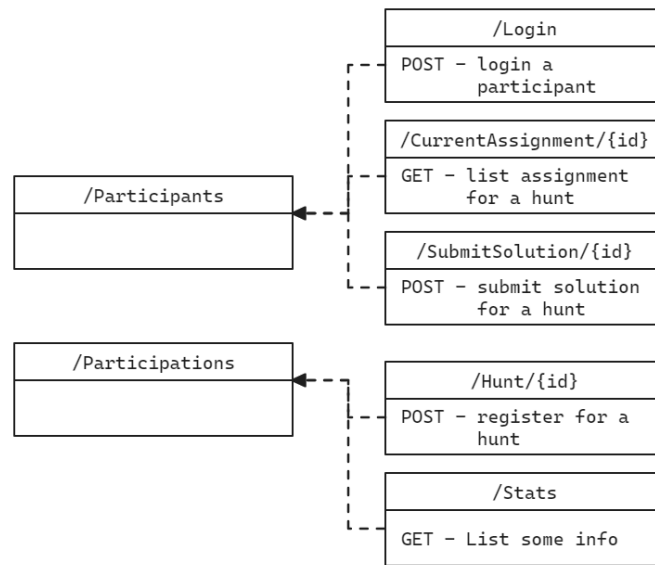 /Login
POST – login a
participant
/CurrentAssignment/{id}
GET – list assignment
for a hunt
/Participants
/SubmitSolution/{id}
POST – submit solution
for a hunt
/Participations
/Hunt/{id}
POST – register for a
hunt
/Stats
GET – List some info